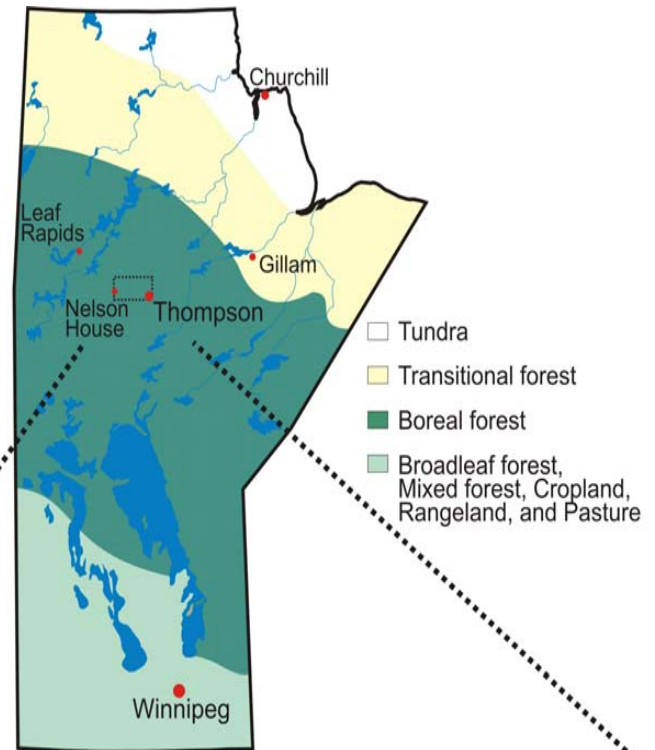 Churchill
Leaf
Rapids
Gillam
Nelson
House
Thompson
Tundra
Transitional forest
Boreal forest
Broadleaf forest,
Mixed forest, Cropland,
Rangeland, and Pasture
Winnipeg